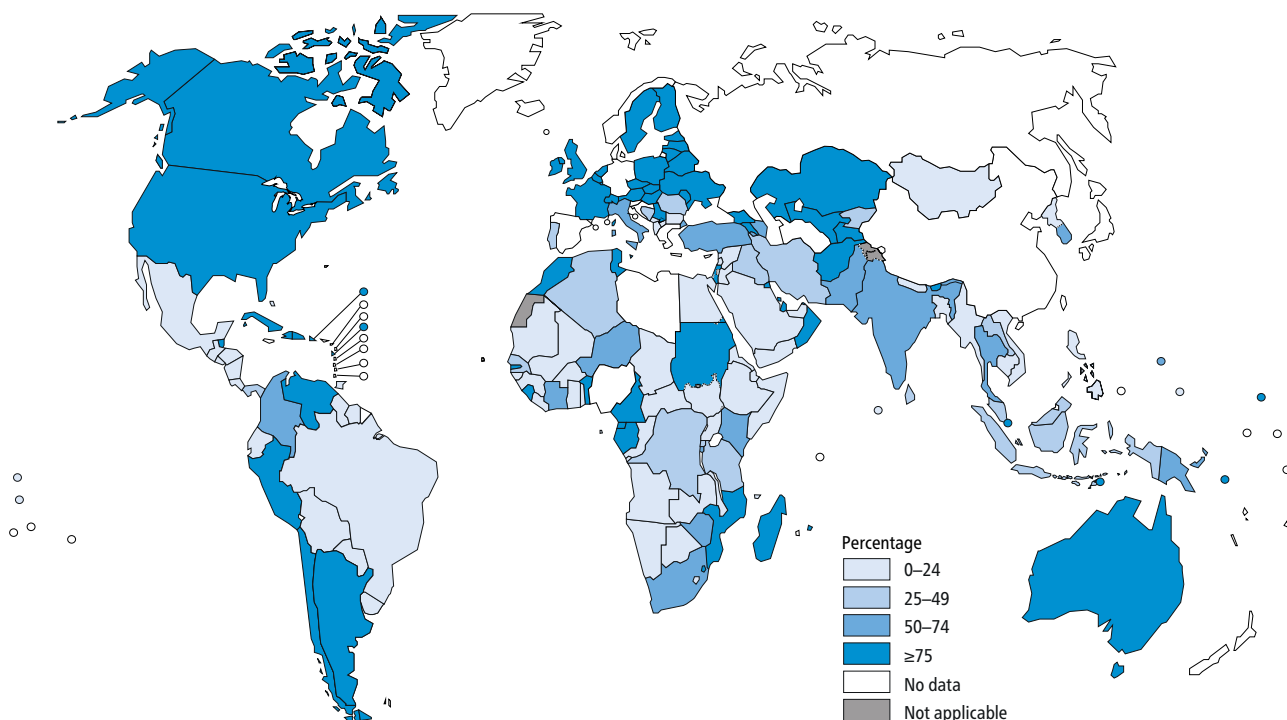 Percentage
0–24
25–49
50–74
≥75
No data
Not applicable